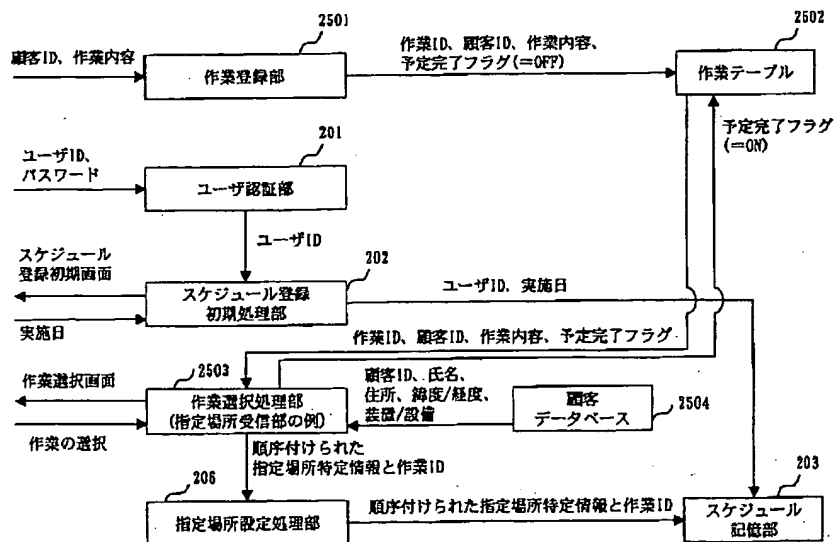 2501
2502
顧客ID、作業内容
作業登録部
作業ID、顧客ID、作業内容、
予定完了フラグ(=OFF)
作業テーブル
予定完了フラグ
(=ON)
201
ユーザID、
パスワード
ユーザ認証部
ユーザID
スケジュール
登録初期画面
202
スケジュール登録
初期処理部
ユーザID、実施日
実施日
作業ID、顧客ID、作業内容、予定完了フラグ
2503
作業選択画面
作業選択処理部
(指定場所受信部の例)
顧客ID、氏名、
住所、緯度/経度、
装置/設備
顧客
データベース
2504
作業の選択
順序付けられた
指定場所特定情報と作業ID
206
203
指定場所設定処理部
順序付けられた指定場所特定情報と作業ID
スケジュール
記憶部